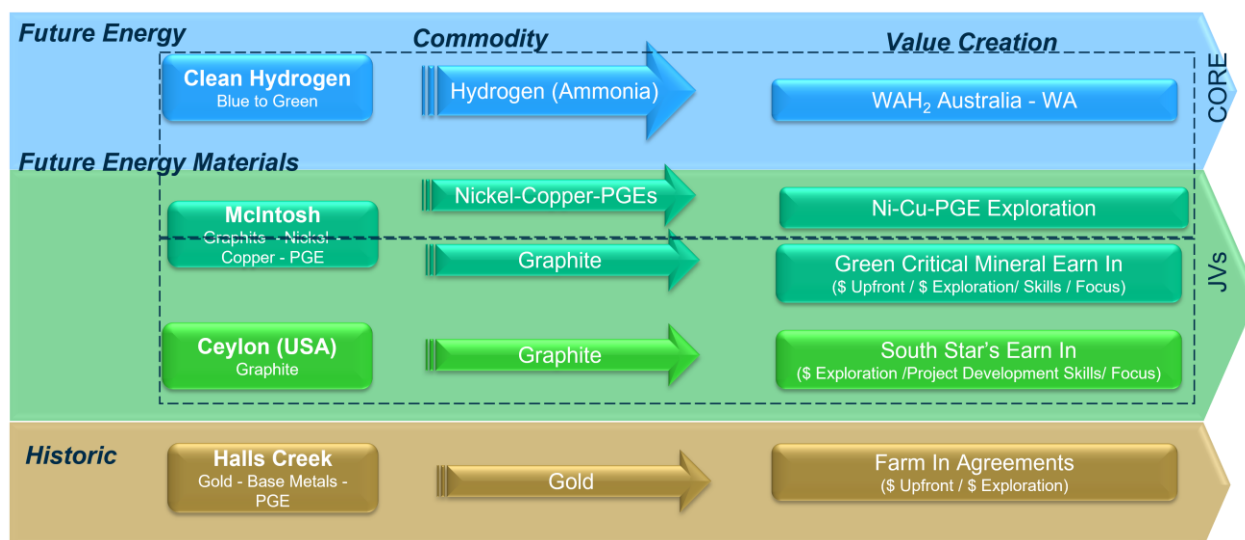 Future Energy
Commodity
Value Creation
Clean Hydrogen
Blue to Green
Hydrogen (Ammonia)
WAH₂ Australia - WA
CORE
Future Energy Materials
McIntosh
Graphite - Nickel -
Copper - PGE
Nickel-Copper-PGEs
Ni-Cu-PGE Exploration
Graphite
Green Critical Mineral Earn In
($ Upfront / $ Exploration/ Skills / Focus)
JVs
Ceylon (USA)
Graphite
Graphite
South Star's Earn In
($ Exploration /Project Development Skills/ Focus)
Historic
Halls Creek
Gold - Base Metals -
PGE
Gold
Farm In Agreements
($ Upfront / $ Exploration)